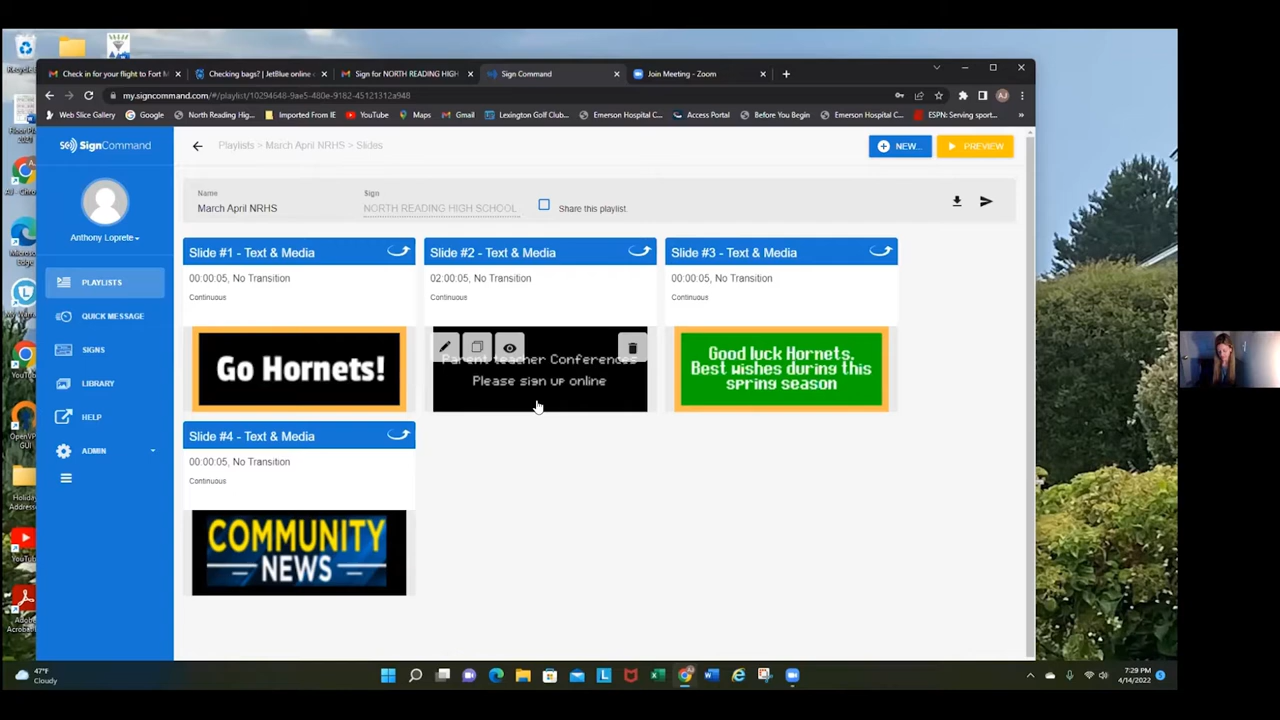 Check in for your flight to Fort M
Checking bags? | JetBlue online
Sign for NORTH READING HIGH
Sign Command
Join Meeting - Zoom
my.signcommand.com/#/playlist/10294648-9ae5-480e-9182-45121312a948
Web Slice Gallery
Google
North Reading Hig...
Imported From IE
YouTube
Maps
Gmail
Lexington Golf Club...
Emerson Hospital C...
Access Portal
Before You Begin
Emerson Hospital C...
ESPN: Serving sport...
SignCommand
Playlists > March April NRHS > Slides
NEW...
PREVIEW
Name
March April NRHS
Sign
NORTH READING HIGH SCHOOL
Share this playlist
Anthony Loprete
PLAYLISTS
QUICK MESSAGE
SIGNS
LIBRARY
HELP
ADMIN
Slide #1 - Text & Media
00:00:05, No Transition
Continuous
Go Hornets!
Slide #2 - Text & Media
02:00:05, No Transition
Continuous
Parent teacher Conferences
Please sign up online
Slide #3 - Text & Media
00:00:05, No Transition
Continuous
Good luck Hornets.
Best wishes during this
spring season
Slide #4 - Text & Media
00:00:05, No Transition
Continuous
COMMUNITY
NEWS
47°F
Cloudy
7:29 PM
4/14/2022